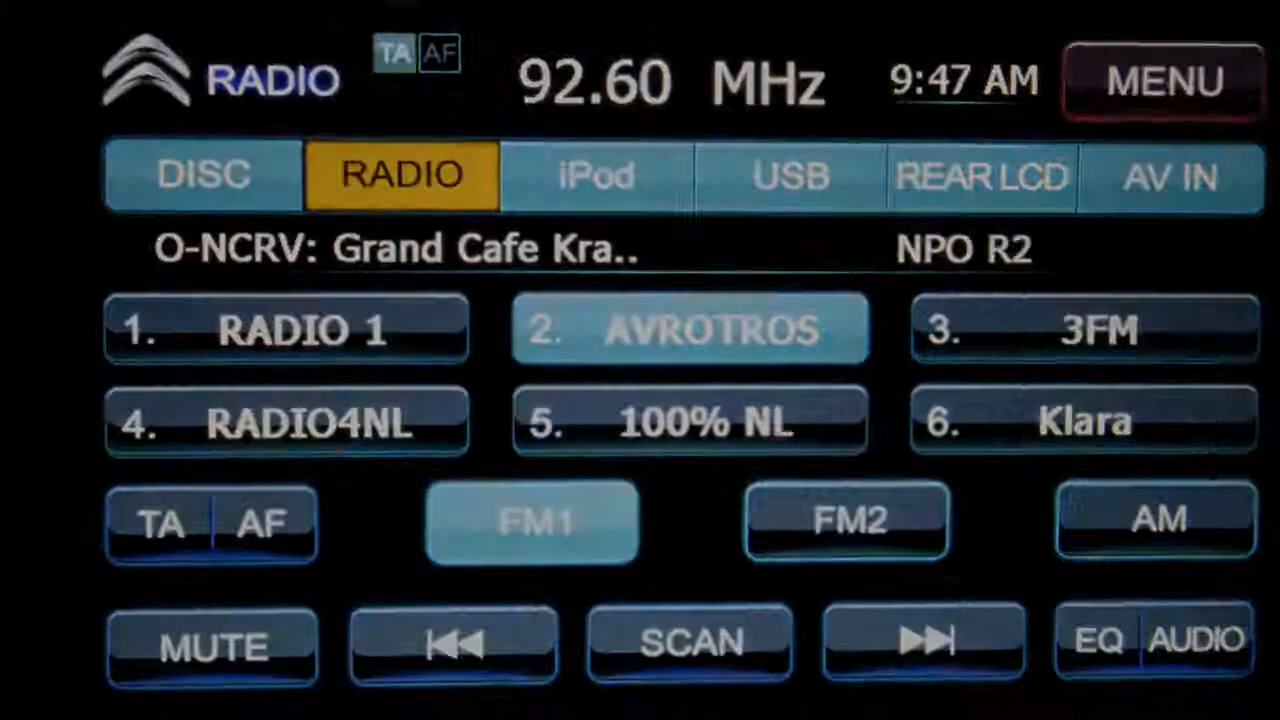 RADIO TA AF 92.60 MHz 9:47 AM MENU
DISC RADIO iPod USB REAR LCD AV IN
O-NCRV: Grand Cafe Kra.. NPO R2
1. RADIO 1 2. AVROTROS 3. 3FM
4. RADIO4NL 5. 100% NL 6. Klara
TA AF FM1 FM2 AM
MUTE SCAN EQ AUDIO